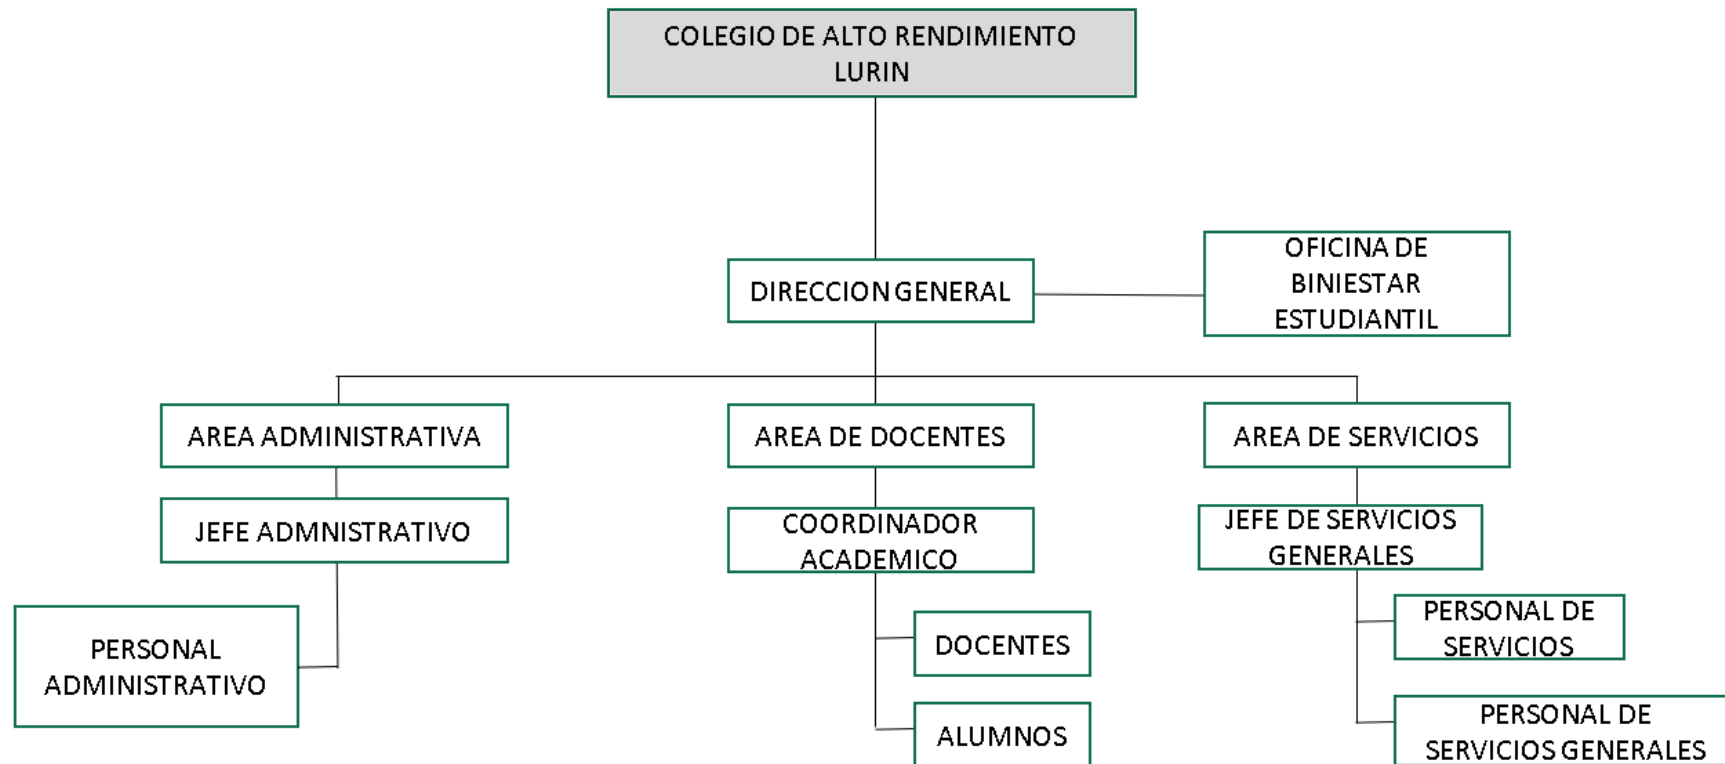 COLEGIO DE ALTO RENDIMIENTO
LURIN
DIRECCION GENERAL
OFICINA DE
BINIESTAR
ESTUDIANTIL
AREA ADMINISTRATIVA
AREA DE DOCENTES
AREA DE SERVICIOS
JEFE ADMNISTRATIVO
COORDINADOR
ACADEMICO
JEFE DE SERVICIOS
GENERALES
PERSONAL
ADMINISTRATIVO
DOCENTES
ALUMNOS
PERSONAL DE
SERVICIOS
PERSONAL DE
SERVICIOS GENERALES